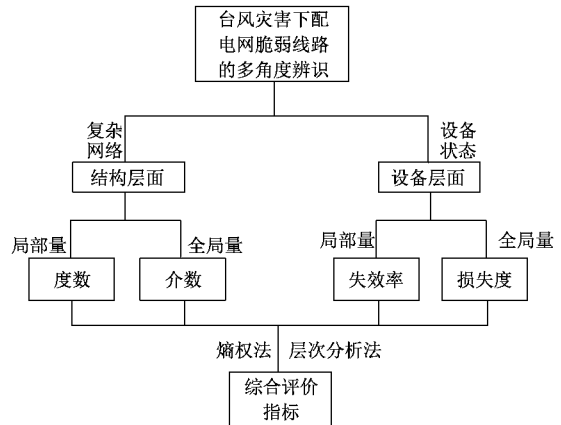 台风灾害下配
电网脆弱线路
的多角度辨识
复杂
网络
设备
状态
结构层面
设备层面
局部量
全局量
局部量
全局量
度数
介数
失效率
损失度
熵权法
层次分析法
综合评价
指标